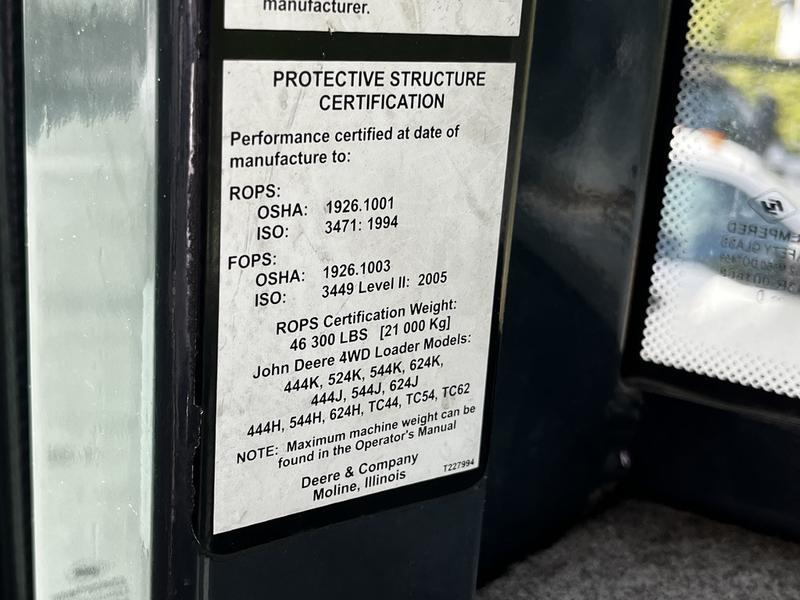 manufacturer.
PROTECTIVE STRUCTURE
CERTIFICATION
Performance certified at date of
manufacture to:
ROPS:
OSHA: 1926.1001
ISO: 3471: 1994
FOPS:
OSHA: 1926.1003
ISO: 3449 Level II: 2005
ROPS Certification Weight:
46 300 LBS [21 000 Kg]
John Deere 4WD Loader Models:
444K, 524K, 544K, 624K,
444J, 544J, 624J
444H, 544H, 624H, TC44, TC54, TC62
NOTE: Maximum machine weight can be
found in the Operator's Manual
Deere & Company
Moline, Illinois
T227994
TEMPERED